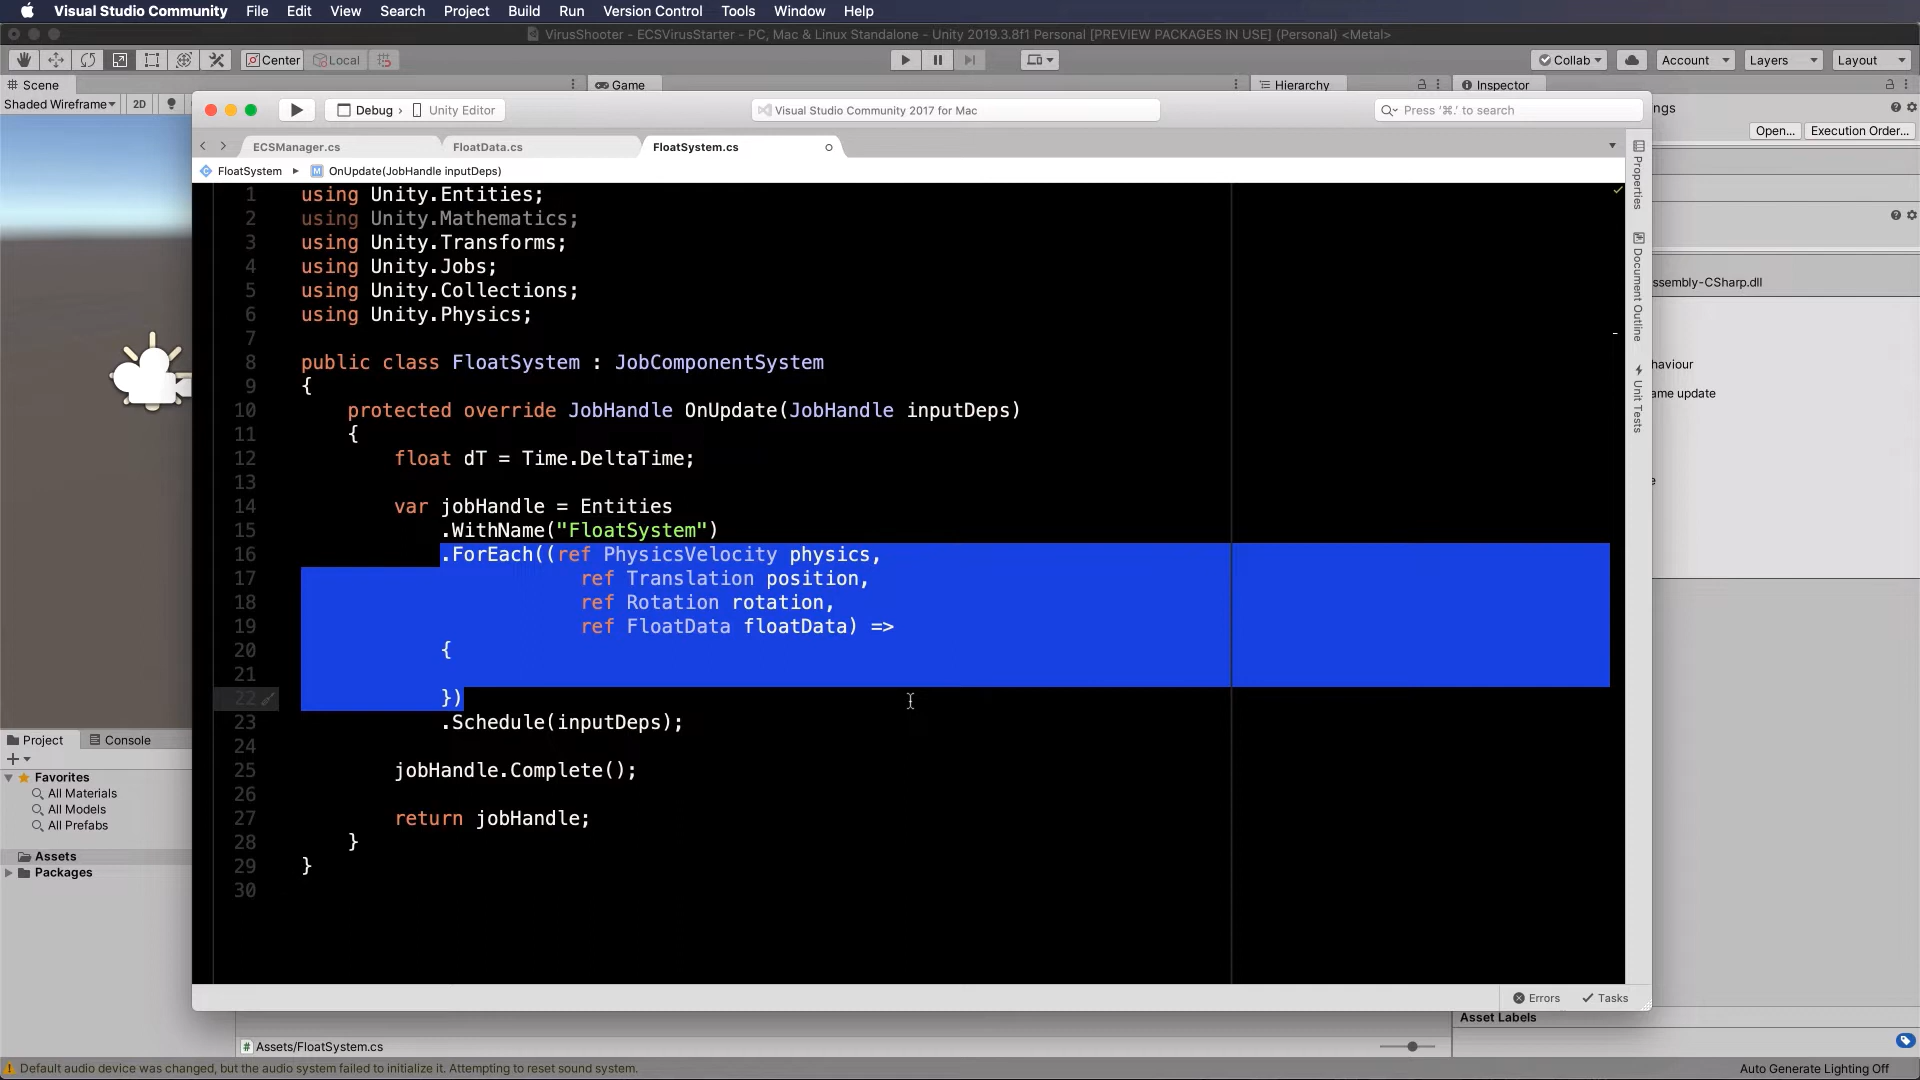 Visual Studio Community File Edit View Search Project Build Run Version Control Tools Window Help
VirusShooter - ECSVirusStarter - PC, Mac & Linux Standalone - Unity 2019.3.8f1 Personal [PREVIEW PACKAGES IN USE] (Personal) <Metal>
Center Local Collab Account Layers Layout
Scene Game Hierarchy Inspector
Shaded Wireframe 2D
ngs
Open... Execution Order...
Debug › Unity Editor Visual Studio Community 2017 for Mac Press '⌘.' to search
ECSManager.cs FloatData.cs FloatSystem.cs
FloatSystem ▸ OnUpdate(JobHandle inputDeps)
1 using Unity.Entities;
2 using Unity.Mathematics;
3 using Unity.Transforms;
4 using Unity.Jobs;
5 using Unity.Collections;
6 using Unity.Physics;
7
8 public class FloatSystem : JobComponentSystem
9 {
10 protected override JobHandle OnUpdate(JobHandle inputDeps)
11 {
12 float dT = Time.DeltaTime;
13
14 var jobHandle = Entities
15 .WithName("FloatSystem")
16 .ForEach((ref PhysicsVelocity physics,
17 ref Translation position,
18 ref Rotation rotation,
19 ref FloatData floatData) =>
20 {
21
22 })
23 .Schedule(inputDeps);
24
25 jobHandle.Complete();
26
27 return jobHandle;
28 }
29 }
30
Properties
Document Outline
Unit Tests
ssembly-CSharp.dll
haviour
ame update
e
Project Console
Favorites
All Materials
All Models
All Prefabs
Assets
Packages
Errors Tasks
Asset Labels
Assets/FloatSystem.cs
Default audio device was changed, but the audio system failed to initialize it. Attempting to reset sound system.
Auto Generate Lighting Off